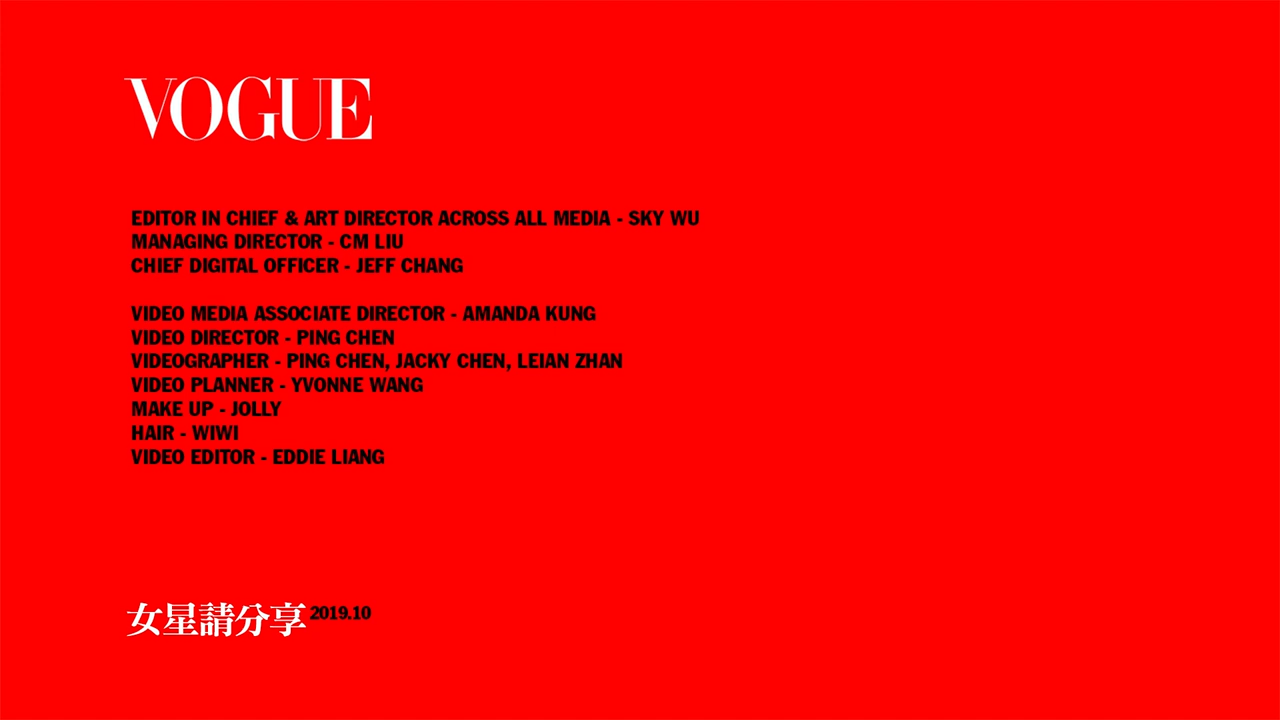 VOGUE
EDITOR IN CHIEF & ART DIRECTOR ACROSS ALL MEDIA - SKY WU
MANAGING DIRECTOR - CM LIU
CHIEF DIGITAL OFFICER - JEFF CHANG
VIDEO MEDIA ASSOCIATE DIRECTOR - AMANDA KUNG
VIDEO DIRECTOR - PING CHEN
VIDEOGRAPHER - PING CHEN, JACKY CHEN, LEIAN ZHAN
VIDEO PLANNER - YVONNE WANG
MAKE UP - JOLLY
HAIR - WIWI
VIDEO EDITOR - EDDIE LIANG
女星請分享 2019.10